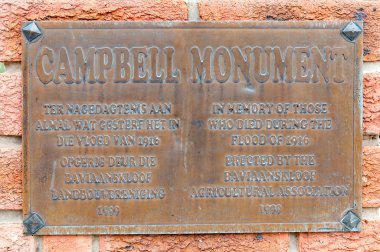 CAMPBELL MONUMENT
TER NAGEDAGTENIS AAN
ALMAL WAT GESTERF HET IN
DIE VLOED VAN 1916
OPGERIG DEUR DIE
BAVIAANSKLOOF
LANDBOUVERENIGING
1999
IN MEMORY OF THOSE
WHO DIED DURING THE
FLOOD OF 1916
ERECTED BY THE
BAVIAANSKLOOF
AGRICULTURAL ASSOCIATION
1999